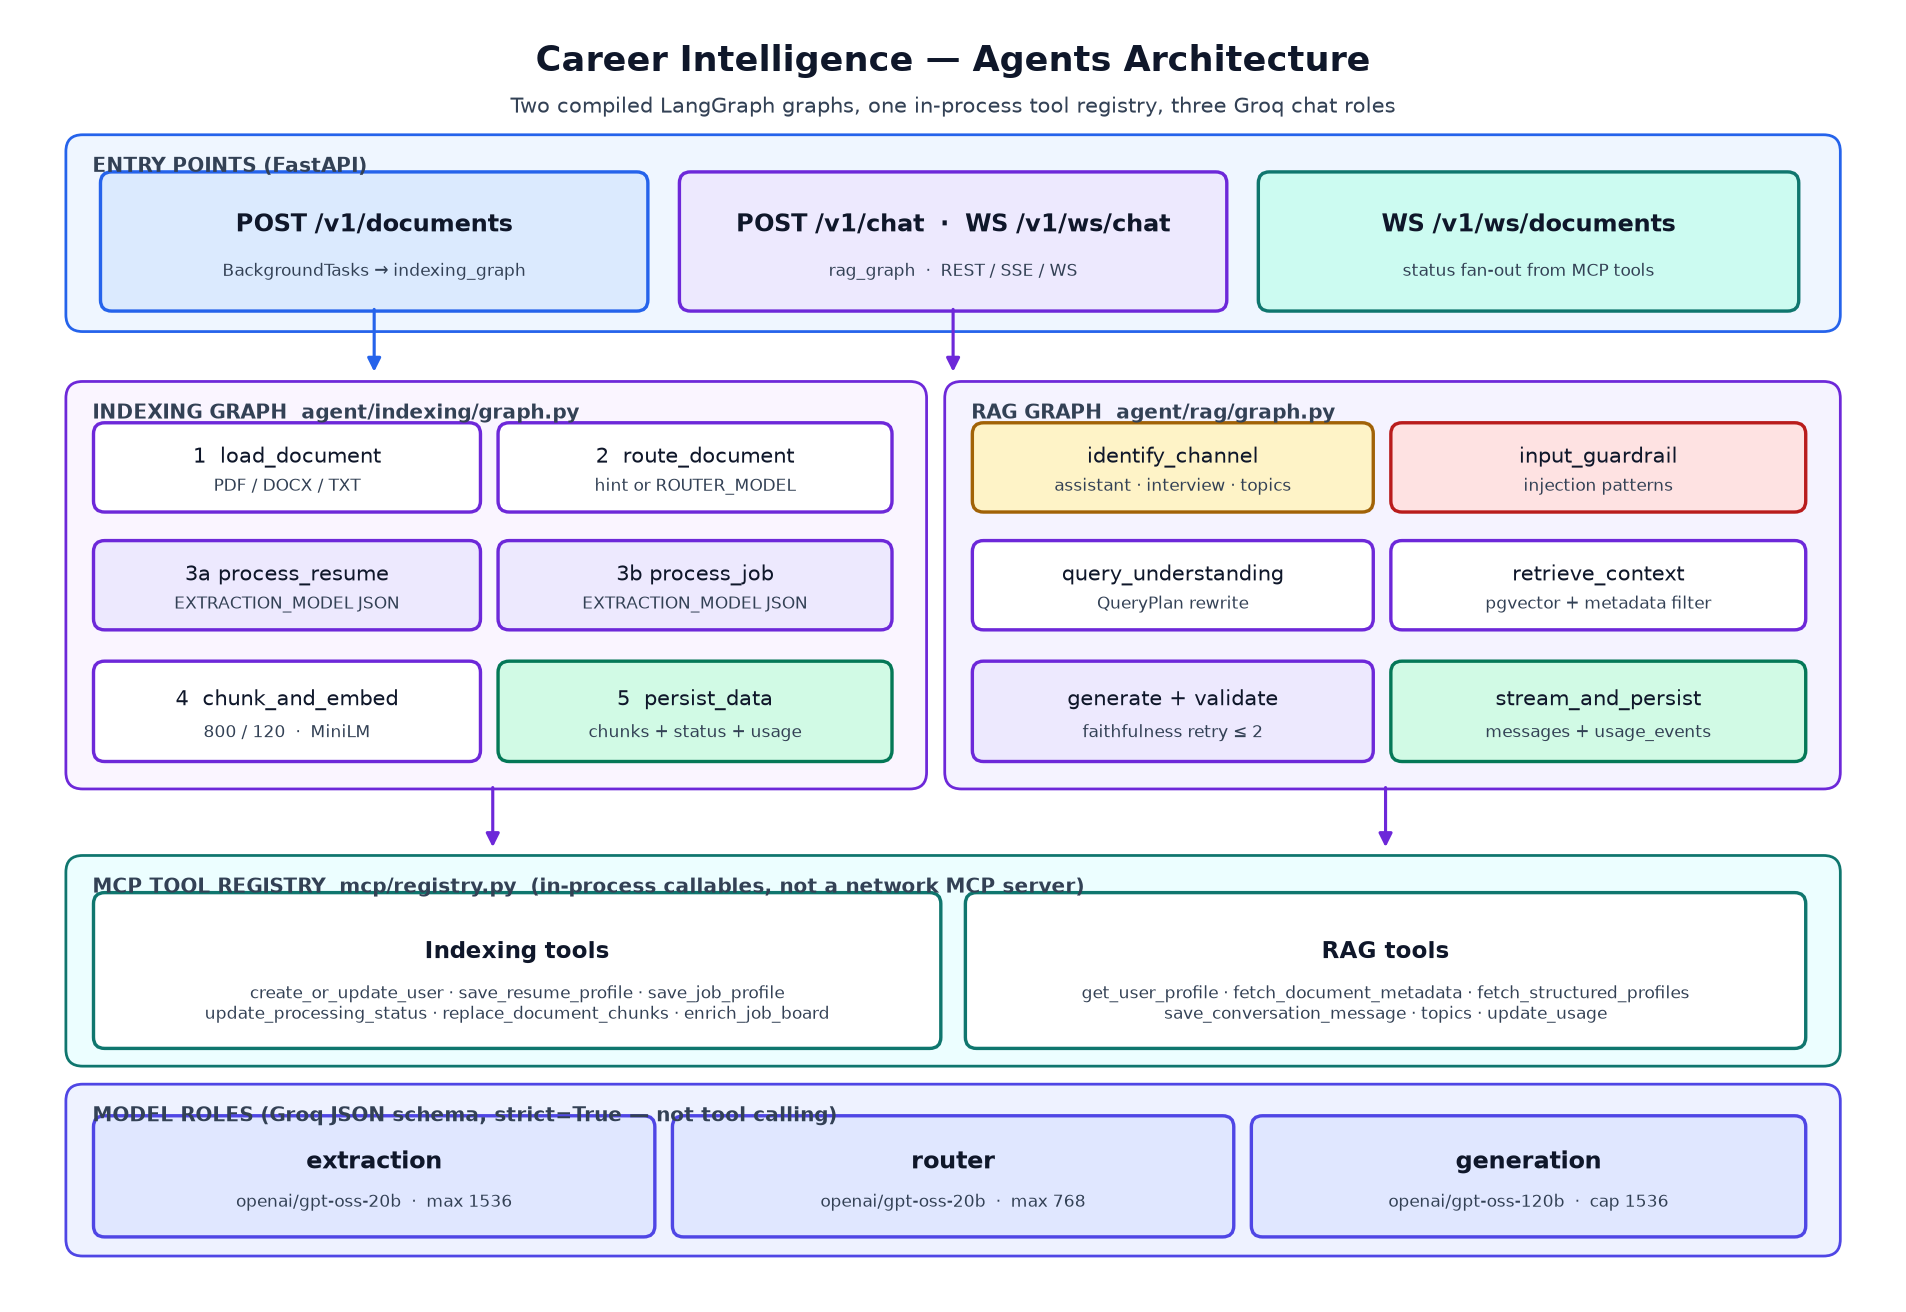 Career Intelligence — Agents Architecture
Two compiled LangGraph graphs, one in-process tool registry, three Groq chat roles
ENTRY POINTS (FastAPI)
POST /v1/documents
BackgroundTasks → indexing_graph
POST /v1/chat · WS /v1/ws/chat
rag_graph · REST / SSE / WS
WS /v1/ws/documents
status fan-out from MCP tools
INDEXING GRAPH agent/indexing/graph.py
1 load_document
PDF / DOCX / TXT
2 route_document
hint or ROUTER_MODEL
3a process_resume
EXTRACTION_MODEL JSON
3b process_job
EXTRACTION_MODEL JSON
4 chunk_and_embed
800 / 120 · MiniLM
5 persist_data
chunks + status + usage
RAG GRAPH agent/rag/graph.py
identify_channel
assistant · interview · topics
input_guardrail
injection patterns
query_understanding
QueryPlan rewrite
retrieve_context
pgvector + metadata filter
generate + validate
faithfulness retry ≤ 2
stream_and_persist
messages + usage_events
MCP TOOL REGISTRY mcp/registry.py (in-process callables, not a network MCP server)
Indexing tools
create_or_update_user · save_resume_profile · save_job_profile
update_processing_status · replace_document_chunks · enrich_job_board
RAG tools
get_user_profile · fetch_document_metadata · fetch_structured_profiles
save_conversation_message · topics · update_usage
MODEL ROLES (Groq JSON schema, strict=True — not tool calling)
extraction
openai/gpt-oss-20b · max 1536
router
openai/gpt-oss-20b · max 768
generation
openai/gpt-oss-120b · cap 1536